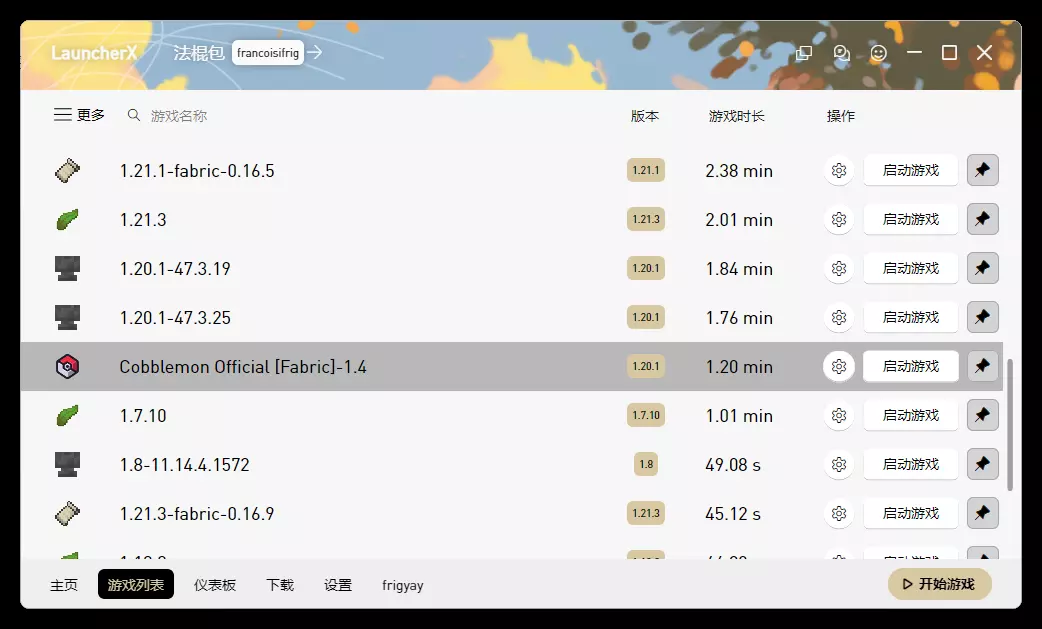 LauncherX 法棍包 francoisifrig
更多 游戏名称 版本 游戏时长 操作
1.21.1-fabric-0.16.5 1.21.1 2.38 min 启动游戏
1.21.3 1.21.3 2.01 min 启动游戏
1.20.1-47.3.19 1.20.1 1.84 min 启动游戏
1.20.1-47.3.25 1.20.1 1.76 min 启动游戏
Cobblemon Official [Fabric]-1.4 1.20.1 1.20 min 启动游戏
1.7.10 1.7.10 1.01 min 启动游戏
1.8-11.14.4.1572 1.8 49.08 s 启动游戏
1.21.3-fabric-0.16.9 1.21.3 45.12 s 启动游戏
主页 游戏列表 仪表板 下载 设置 frigyay 开始游戏